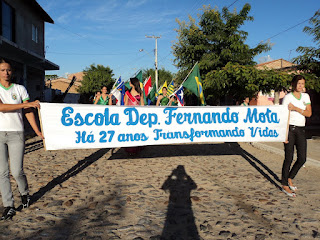 Escola Dep. Fernando Mota
Há 27 anos Transformando Vidas